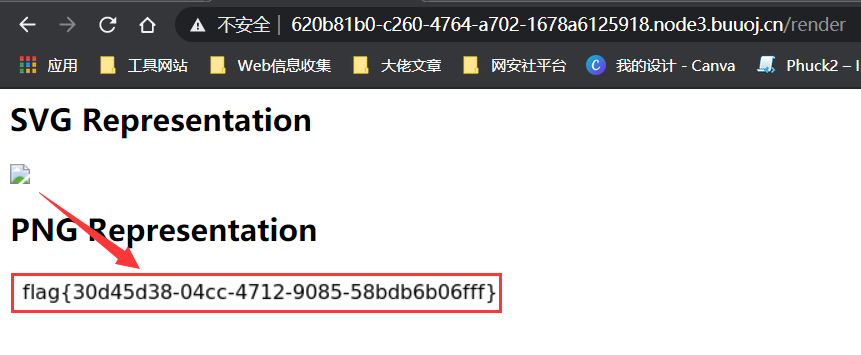 不安全 | 620b81b0-c260-4764-a702-1678a6125918.node3.buuoj.cn/render
应用 工具网站 Web信息收集 大佬文章 网安社平台 我的设计 - Canva Phuck2 –
SVG Representation
PNG Representation
flag{30d45d38-04cc-4712-9085-58bdb6b06fff}